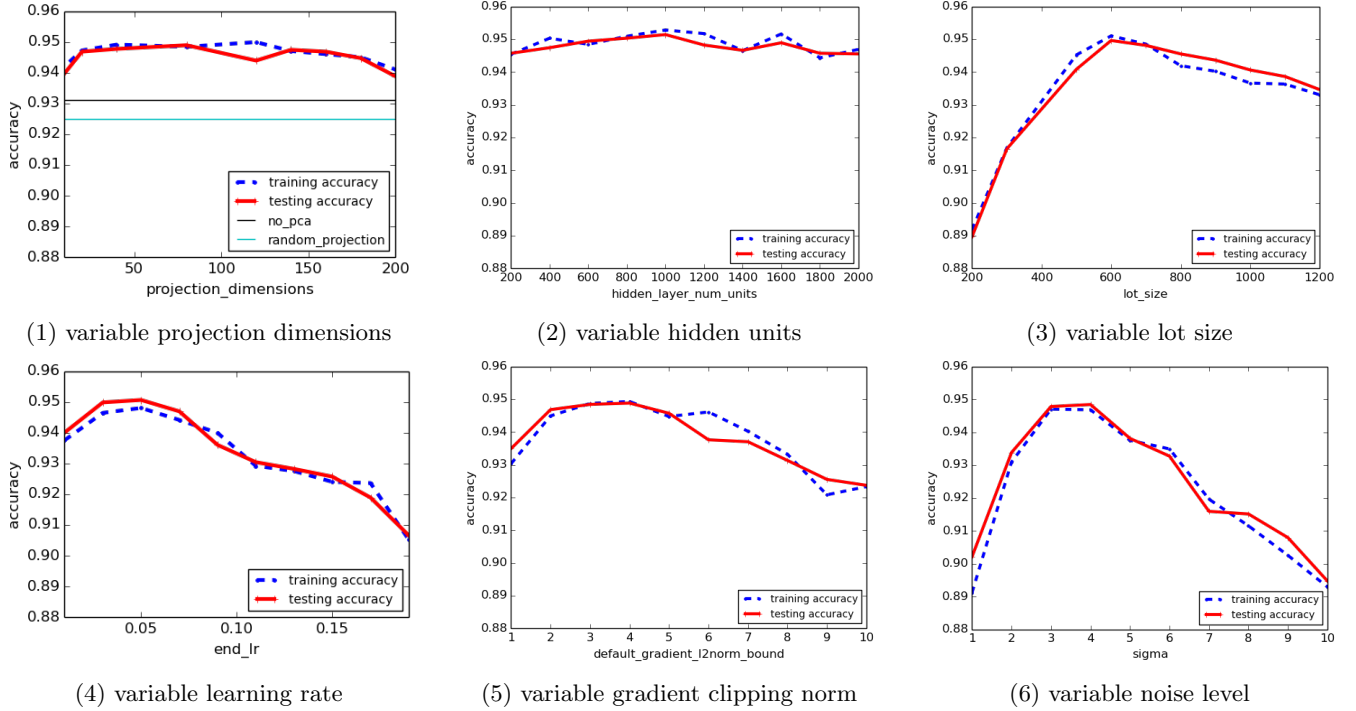 0.96
0.95
0.94
0.93
0.92
0.91
0.90
0.89
0.88
accuracy
training accuracy
testing accuracy
no_pca
random_projection
50 100 150 200
projection_dimensions
(1) variable projection dimensions
0.96
0.95
0.94
0.93
0.92
0.91
0.90
0.89
0.88
accuracy
training accuracy
testing accuracy
200 400 600 800 1000 1200 1400 1600 1800 2000
hidden_layer_num_units
(2) variable hidden units
0.96
0.95
0.94
0.93
0.92
0.91
0.90
0.89
0.88
accuracy
training accuracy
testing accuracy
200 400 600 800 1000 1200
lot_size
(3) variable lot size
0.96
0.95
0.94
0.93
0.92
0.91
0.90
0.89
0.88
accuracy
training accuracy
testing accuracy
0.05 0.10 0.15
end_lr
(4) variable learning rate
0.96
0.95
0.94
0.93
0.92
0.91
0.90
0.89
0.88
accuracy
training accuracy
testing accuracy
1 2 3 4 5 6 7 8 9 10
default_gradient_l2norm_bound
(5) variable gradient clipping norm
0.96
0.95
0.94
0.93
0.92
0.91
0.90
0.89
0.88
accuracy
training accuracy
testing accuracy
1 2 3 4 5 6 7 8 9 10
sigma
(6) variable noise level